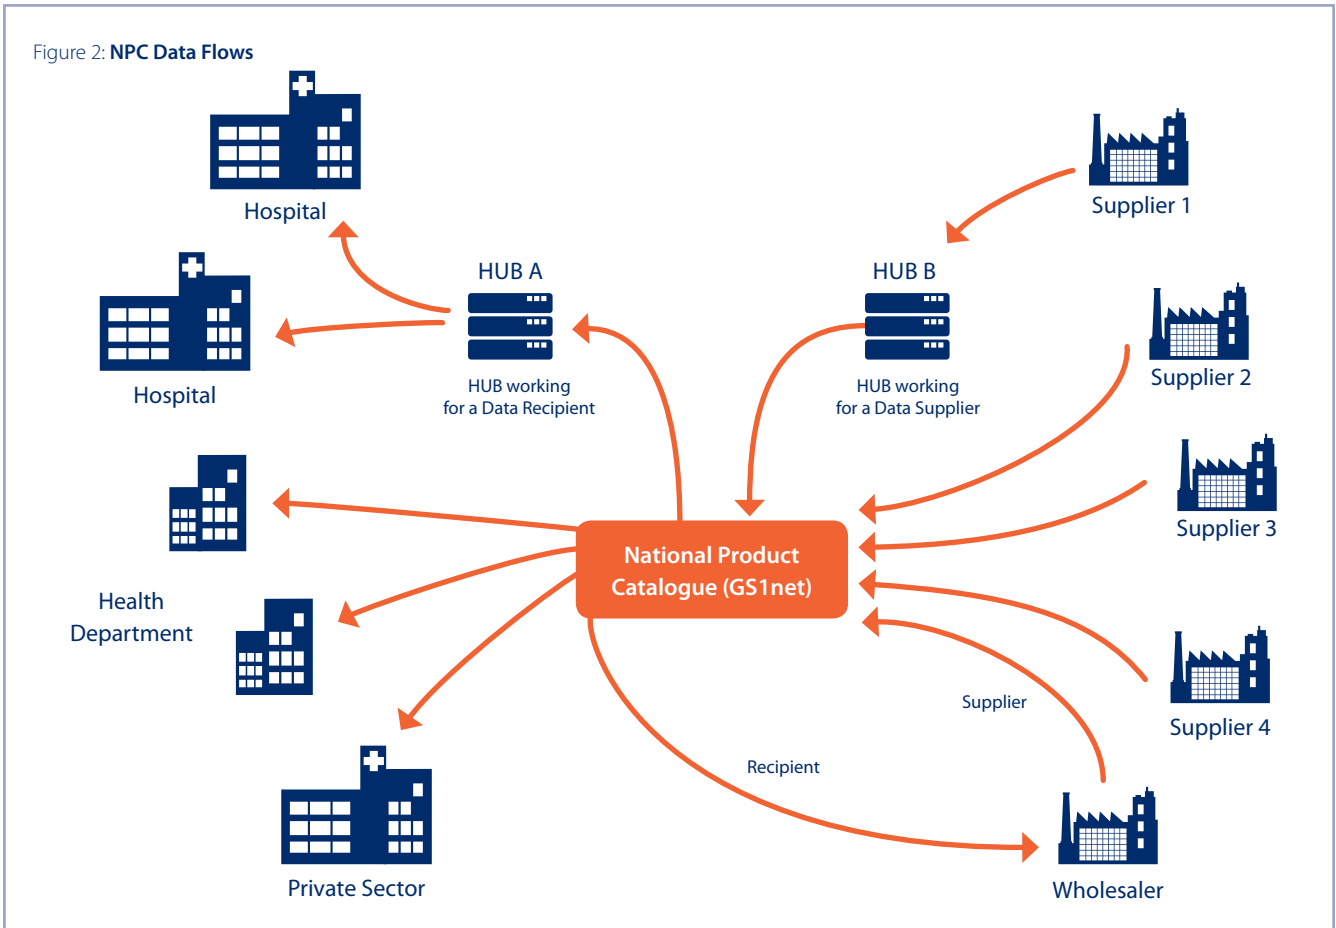 Figure 2: NPC Data Flows
Hospital
Supplier 1
HUB A
HUB B
Hospital
HUB working
for a Data Recipient
HUB working
for a Data Supplier
Supplier 2
Supplier 3
National Product
Catalogue (GS1net)
Health
Department
Supplier
Supplier 4
Recipient
Private Sector
Wholesaler